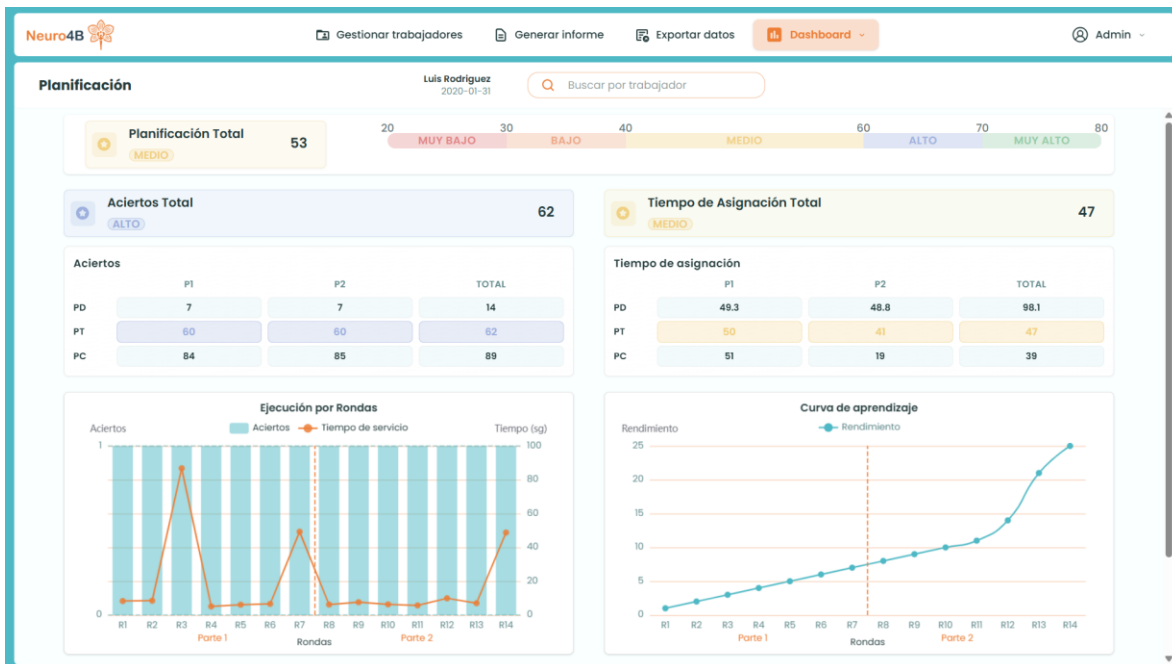 Neuro4B
Gestionar trabajadores
Generar informe
Exportar datos
Dashboard
Admin
Planificación
Luis Rodriguez
2020-01-31
Buscar por trabajador
Planificación Total
MEDIO
53
20 30 40 60 70 80
MUY BAJO BAJO MEDIO ALTO MUY ALTO
Aciertos Total
ALTO
62
Tiempo de Asignación Total
MEDIO
47
Aciertos
P1 P2 TOTAL
PD 7 7 14
PT 60 60 62
PC 84 85 89
Tiempo de asignación
P1 P2 TOTAL
PD 49.3 48.8 98.1
PT 50 41 47
PC 51 19 39
Ejecución por Rondas
Aciertos Aciertos Tiempo de servicio Tiempo (sg)
1 100
80
60
40
20
0 0
R1 R2 R3 R4 R5 R6 R7 R8 R9 R10 R11 R12 R13 R14
Parte 1 Parte 2
Rondas
Curva de aprendizaje
Rendimiento Rendimiento
25
20
15
10
5
0
R1 R2 R3 R4 R5 R6 R7 R8 R9 R10 R11 R12 R13 R14
Parte 1 Parte 2
Rondas